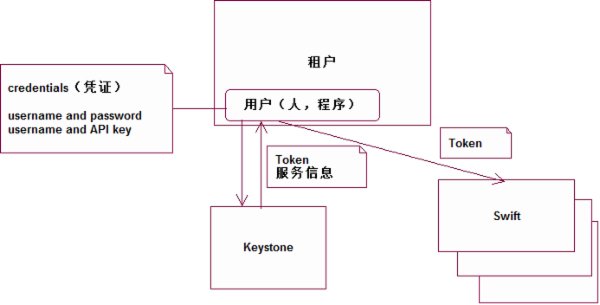 租户
credentials（凭证）
username and password
username and API key
用户（人，程序）
Token
服务信息
Token
Keystone
Swift